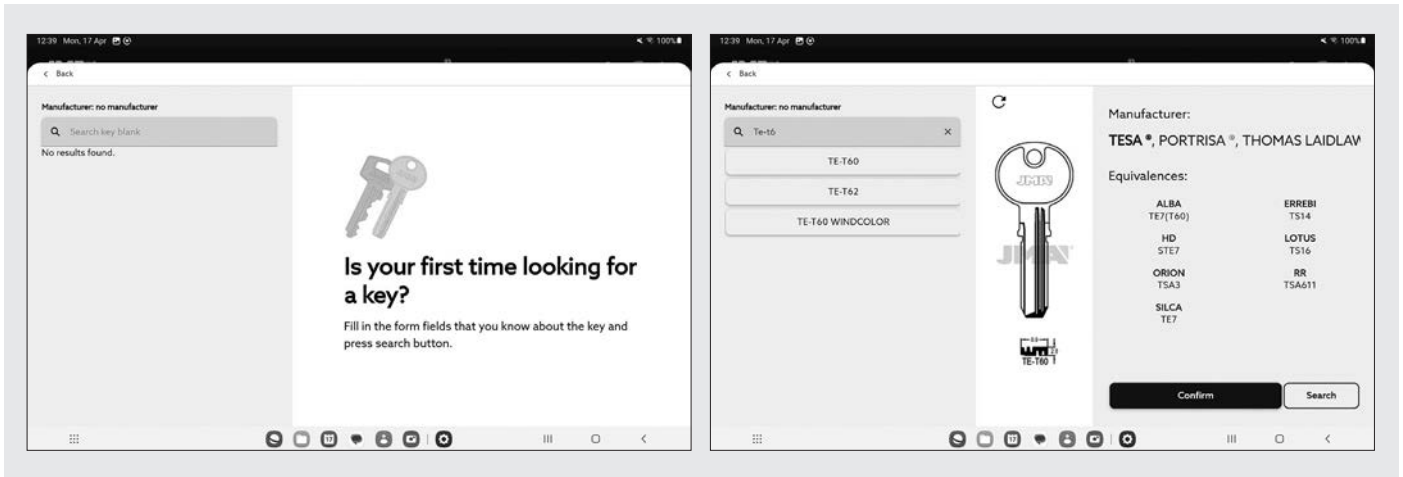 12:39 Mon, 17 Apr
100%
< Back
Manufacturer: no manufacturer
Search key blank
No results found.
Is your first time looking for
a key?
Fill in the form fields that you know about the key and
press search button.
17
12:39 Mon, 17 Apr
100%
< Back
Manufacturer: no manufacturer
Te-t6
TE-T60
TE-T62
TE-T60 WINDCOLOR
JMA
JMA
TE-T60
Manufacturer:
TESA ®, PORTRISA ®, THOMAS LAIDLAW
Equivalences:
ALBA
TE7(T60)
ERREBI
TS14
HD
STE7
LOTUS
TS16
ORION
TSA3
RR
TSA611
SILCA
TE7
Confirm
Search
17